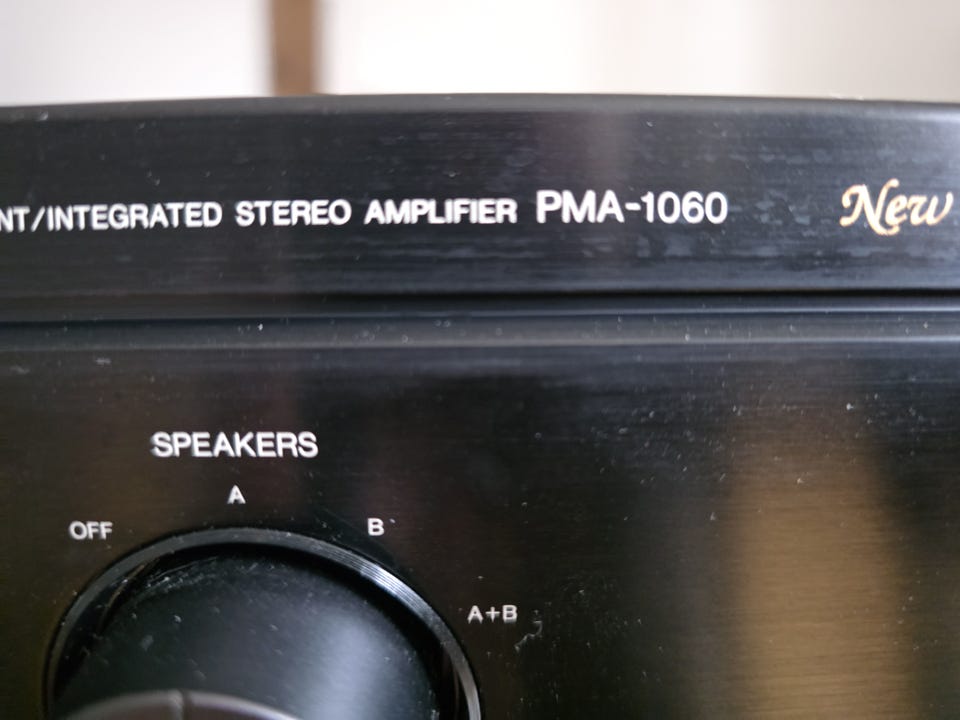 NT/INTEGRATED STEREO AMPLIFIER PMA-1060 New
SPEAKERS
A
OFF B
A+B